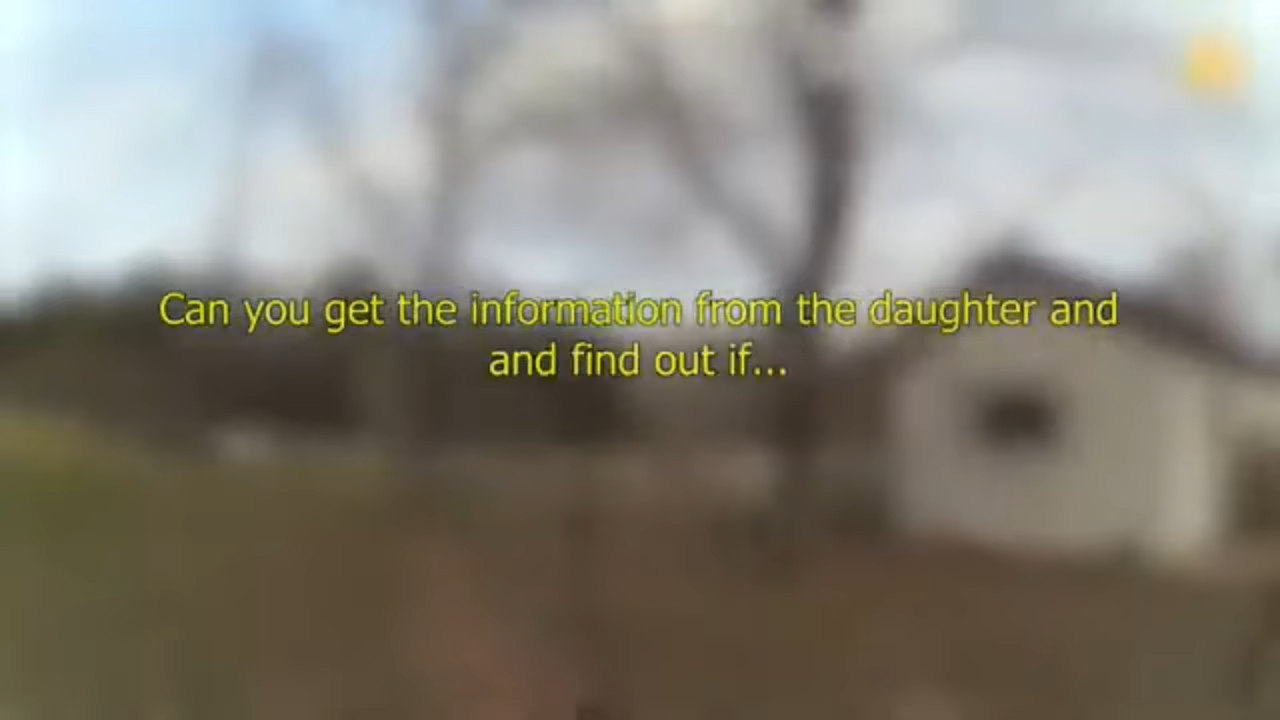 Can you get the information from the daughter and
and find out if...